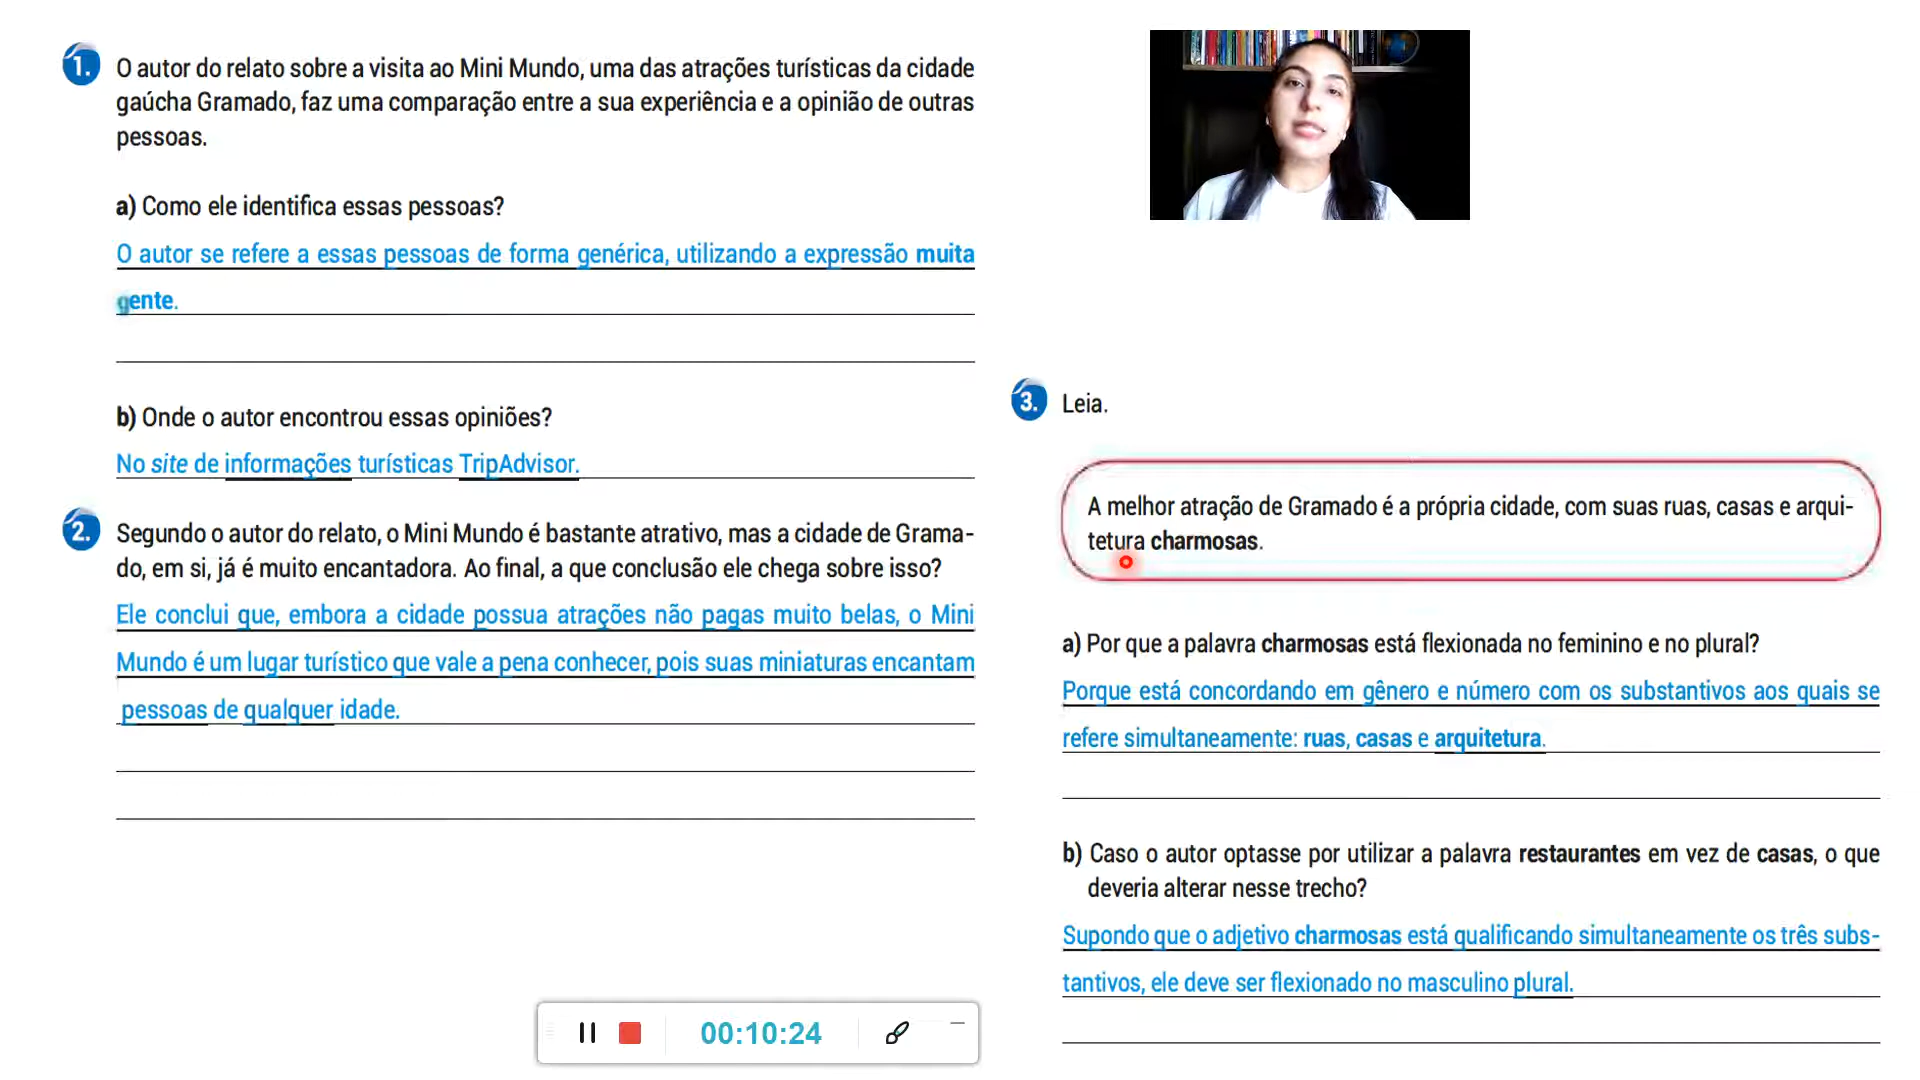 1. O autor do relato sobre a visita ao Mini Mundo, uma das atrações turísticas da cidade
gaúcha Gramado, faz uma comparação entre a sua experiência e a opinião de outras
pessoas.
a) Como ele identifica essas pessoas?
O autor se refere a essas pessoas de forma genérica, utilizando a expressão muita
gente.
b) Onde o autor encontrou essas opiniões?
No site de informações turísticas TripAdvisor.
2. Segundo o autor do relato, o Mini Mundo é bastante atrativo, mas a cidade de Grama-
do, em si, já é muito encantadora. Ao final, a que conclusão ele chega sobre isso?
Ele conclui que, embora a cidade possua atrações não pagas muito belas, o Mini
Mundo é um lugar turístico que vale a pena conhecer, pois suas miniaturas encantam
pessoas de qualquer idade.
3. Leia.
A melhor atração de Gramado é a própria cidade, com suas ruas, casas e arqui-
tetura charmosas.
a) Por que a palavra charmosas está flexionada no feminino e no plural?
Porque está concordando em gênero e número com os substantivos aos quais se
refere simultaneamente: ruas, casas e arquitetura.
b) Caso o autor optasse por utilizar a palavra restaurantes em vez de casas, o que
deveria alterar nesse trecho?
Supondo que o adjetivo charmosas está qualificando simultaneamente os três subs-
tantivos, ele deve ser flexionado no masculino plural.
00:10:24